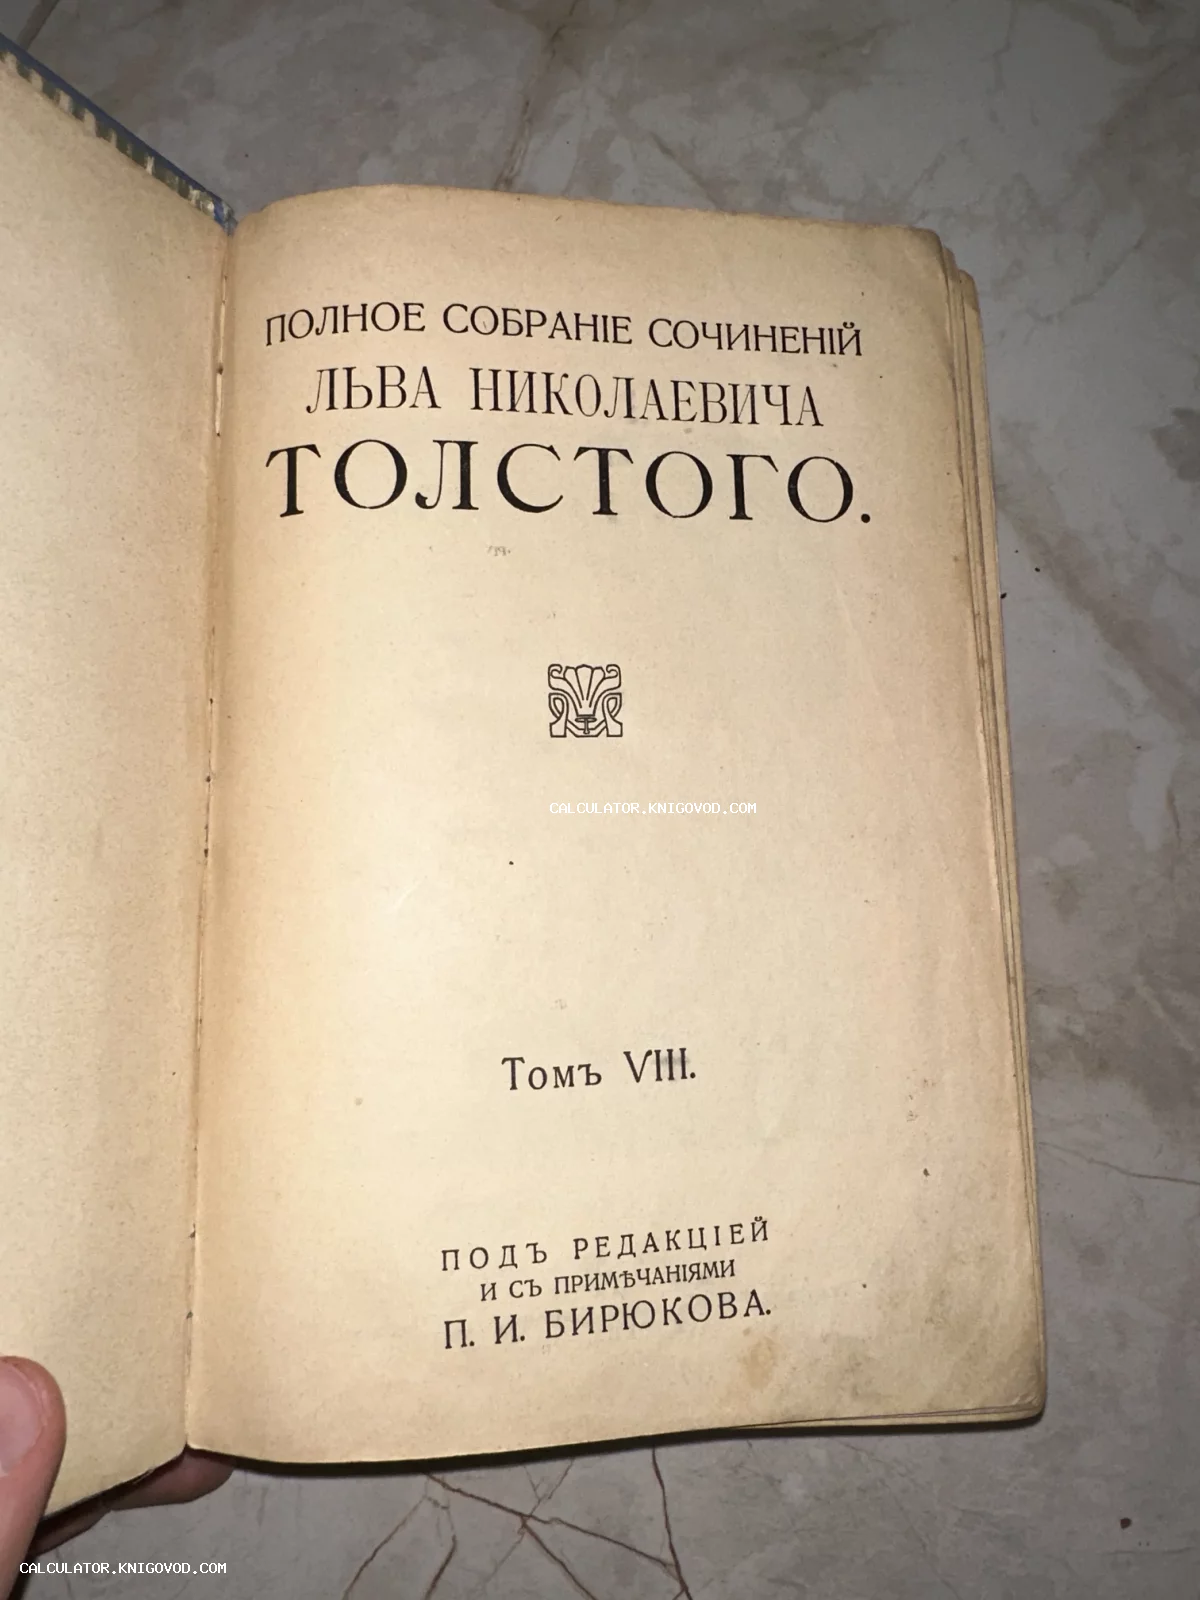 ПОЛНОЕ СОБРАНІЕ СОЧИНЕНІЙ
ЛЬВА НИКОЛАЕВИЧА
ТОЛСТОГО.
CALCULATOR.KNIGOVOD.COM
Томъ VIII.
ПОДЪ РЕДАКЦІЕЙ
И СЪ ПРИМѢЧАНІЯМИ
П. И. БИРЮКОВА.
CALCULATOR.KNIGOVOD.COM